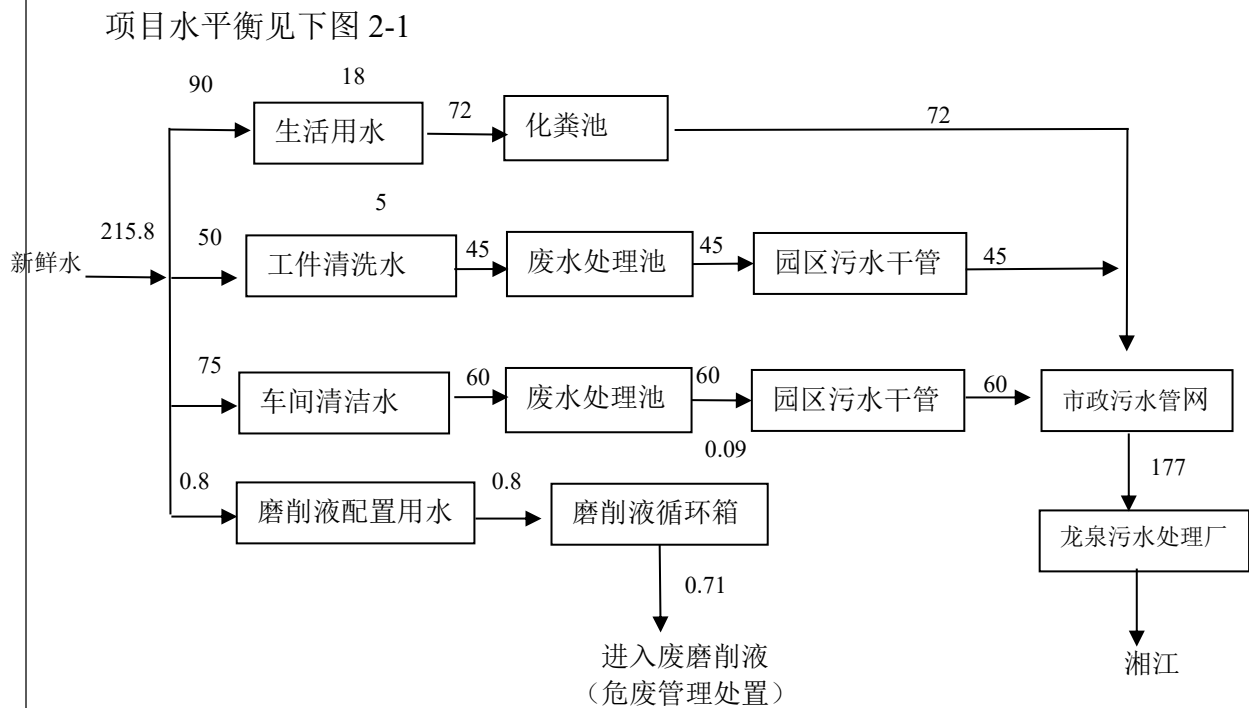 项目水平衡见下图 2-1
90
18
生活用水
72
化粪池
72
5
新鲜水
215.8
50
工件清洗水
45
废水处理池
45
园区污水干管
45
75
车间清洁水
60
废水处理池
60
园区污水干管
60
市政污水管网
0.09
177
0.8
磨削液配置用水
0.8
磨削液循环箱
龙泉污水处理厂
0.71
进入废磨削液
（危废管理处置）
湘江